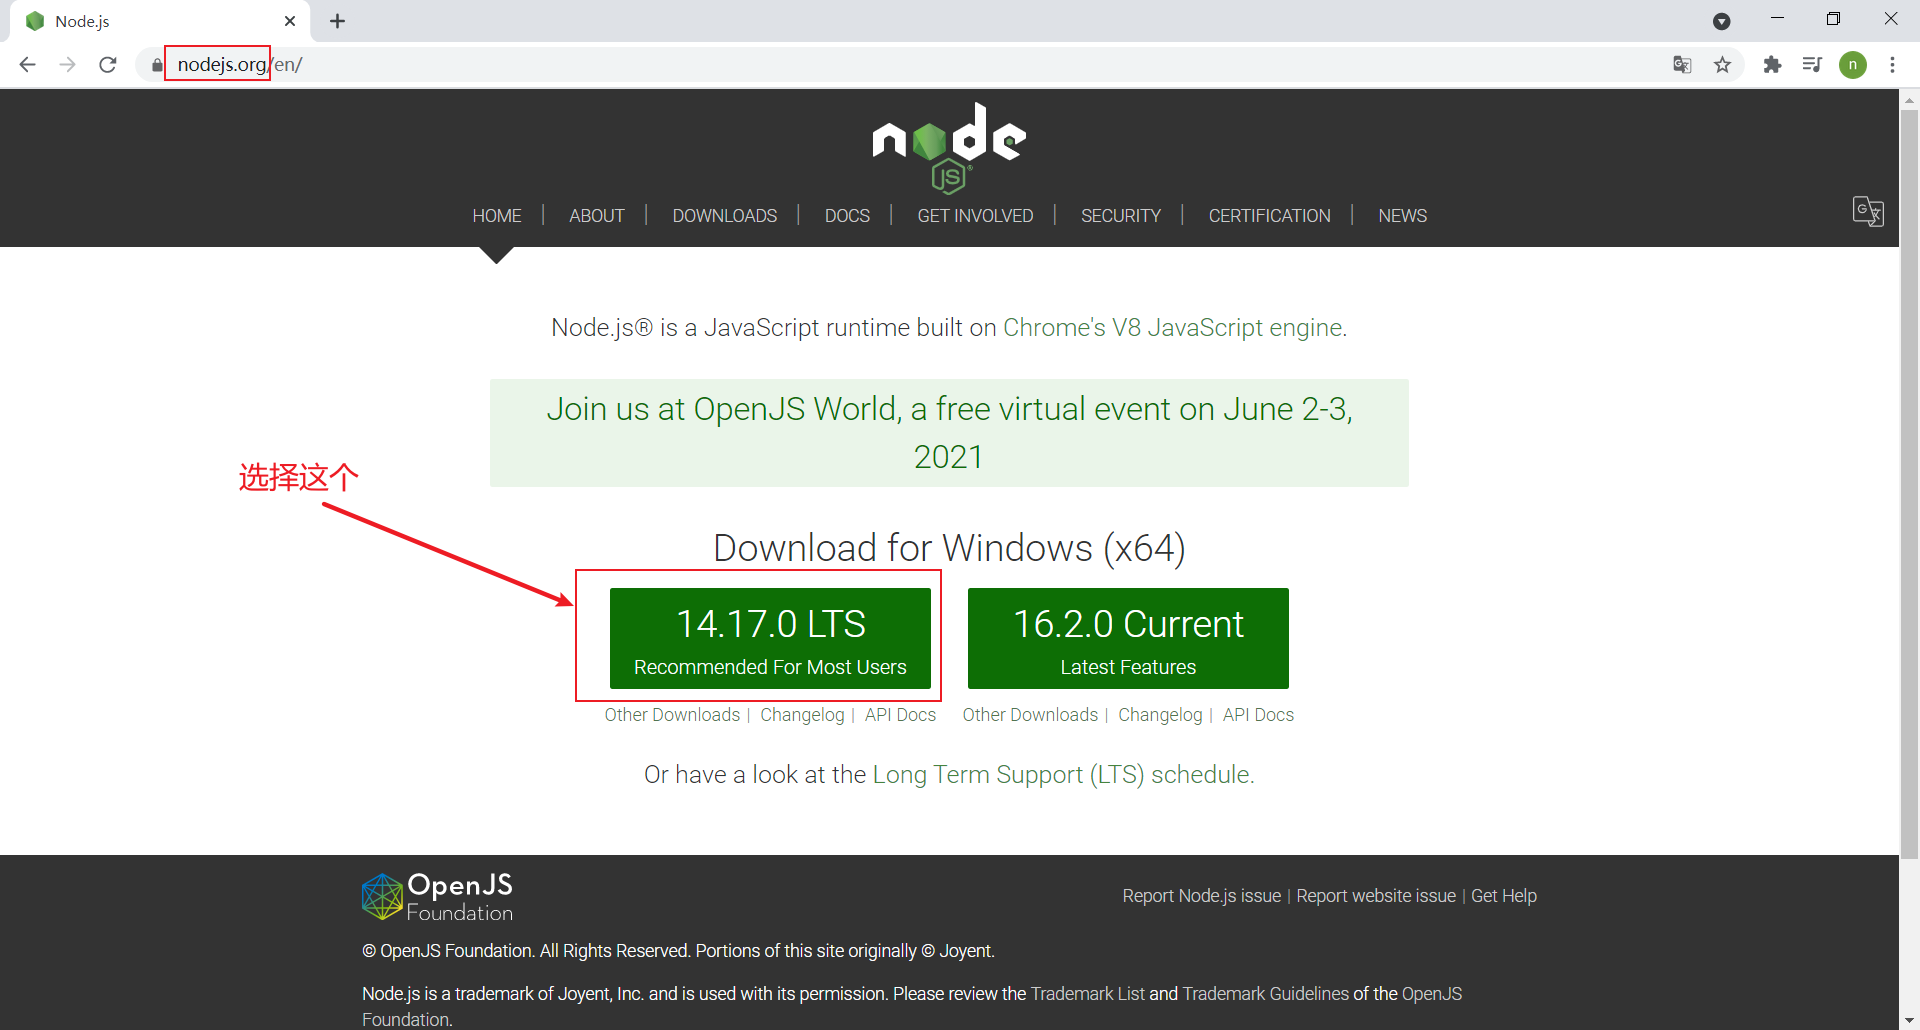 Node.js
nodejs.org/en/
n
node
JS
HOME | ABOUT | DOWNLOADS | DOCS | GET INVOLVED | SECURITY | CERTIFICATION | NEWS
Node.js® is a JavaScript runtime built on Chrome's V8 JavaScript engine.
Join us at OpenJS World, a free virtual event on June 2-3,
2021
选择这个
Download for Windows (x64)
14.17.0 LTS
Recommended For Most Users
16.2.0 Current
Latest Features
Other Downloads | Changelog | API Docs
Other Downloads | Changelog | API Docs
Or have a look at the Long Term Support (LTS) schedule.
OpenJS
Foundation
Report Node.js issue | Report website issue | Get Help
© OpenJS Foundation. All Rights Reserved. Portions of this site originally © Joyent.
Node.js is a trademark of Joyent, Inc. and is used with its permission. Please review the Trademark List and Trademark Guidelines of the OpenJS
Foundation.